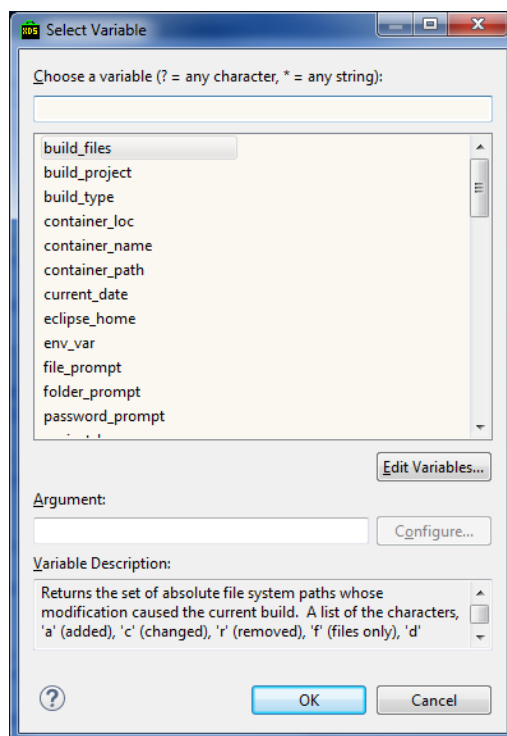 XDS Select Variable
Choose a variable (? = any character, * = any string):
build_files
build_project
build_type
container_loc
container_name
container_path
current_date
eclipse_home
env_var
file_prompt
folder_prompt
password_prompt
Edit Variables...
Argument:
Configure...
Variable Description:
Returns the set of absolute file system paths whose
modification caused the current build. A list of the characters,
'a' (added), 'c' (changed), 'r' (removed), 'f' (files only), 'd'
?
OK
Cancel